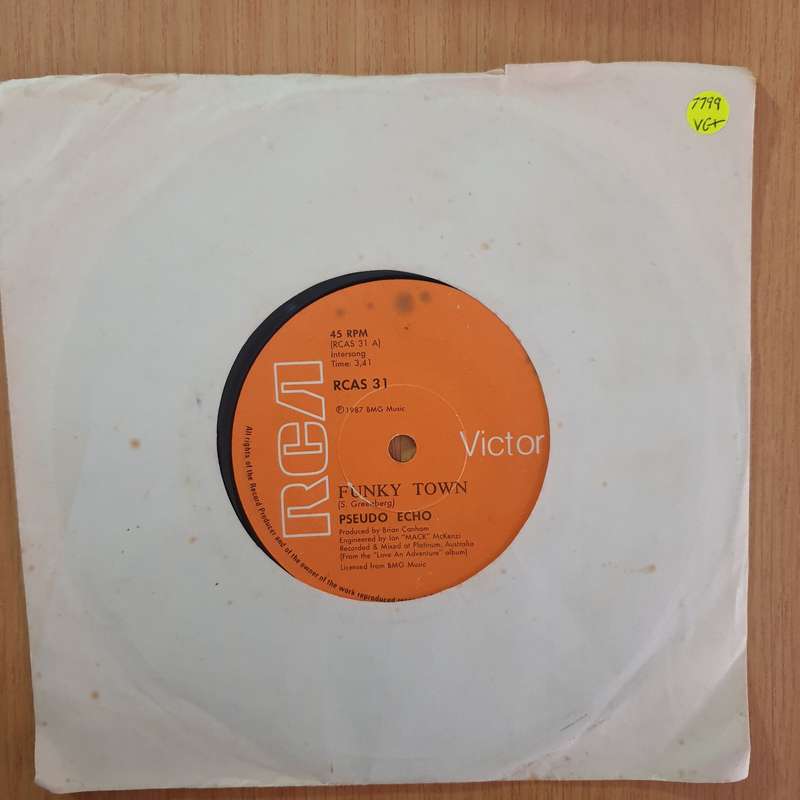 7799
VG+
45 RPM
(RCAS 31 A)
Intersong
Time: 3,41
RCAS 31
℗1987 BMG Music
RCA
Victor
FUNKY TOWN
(S. Greenberg)
PSEUDO ECHO
Produced by Brian Canham
Engineered by Ian "MACK" McKenzi
Recorded & Mixed at Platinum, Australia
(From the "Love An Adventure" album)
Licensed from BMG Music
All rights of the Record Producer and of the owner of the work reproduced